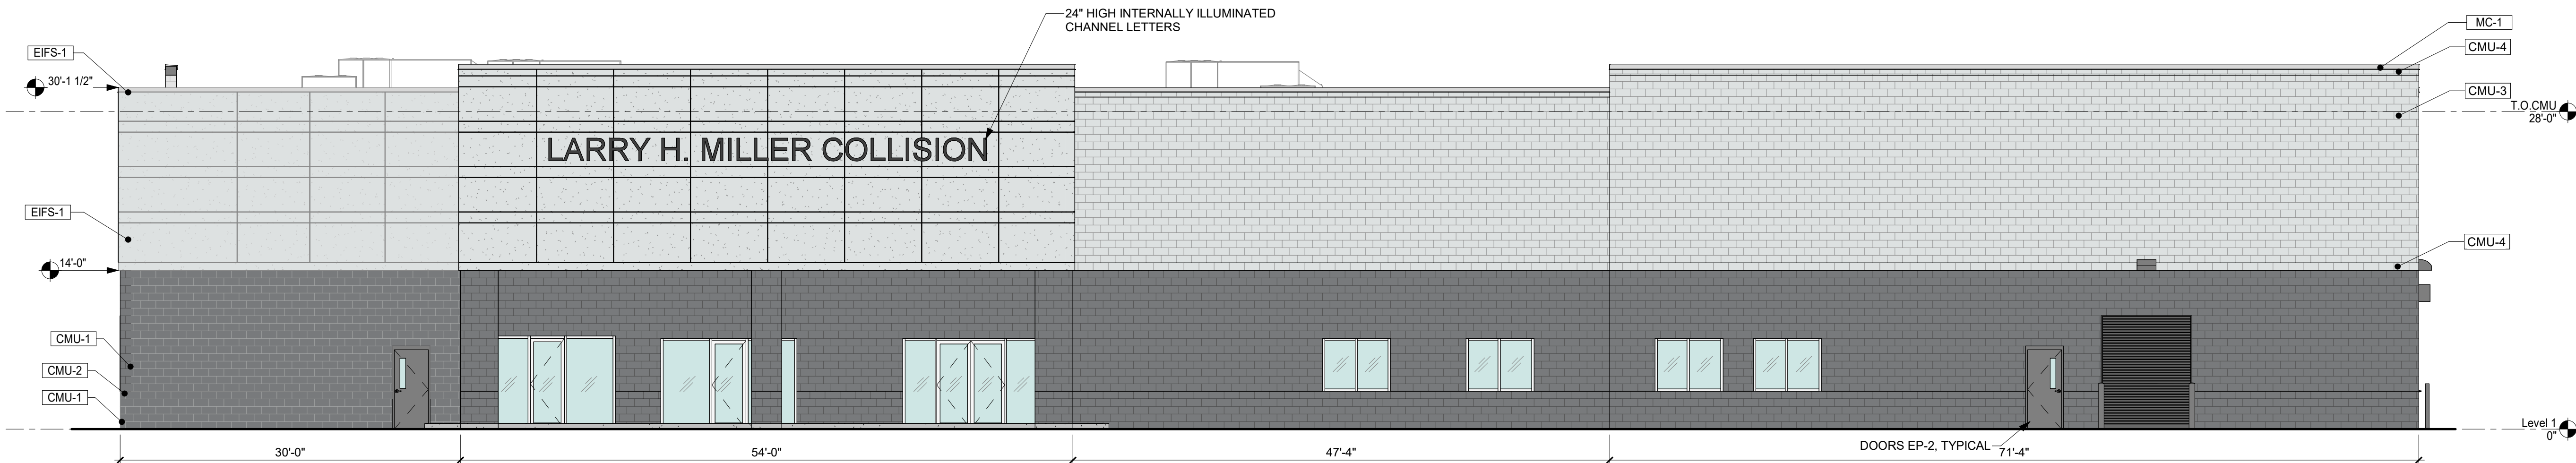 24" HIGH INTERNALLY ILLUMINATED
CHANNEL LETTERS
MC-1
EIFS-1
CMU-4
30'-1 1/2"
CMU-3
T.O.CMU
28'-0"
LARRY H. MILLER COLLISION
EIFS-1
CMU-4
14'-0"
CMU-1
CMU-2
CMU-1
Level 1
0"
DOORS EP-2, TYPICAL
30'-0"
54'-0"
47'-4"
71'-4"